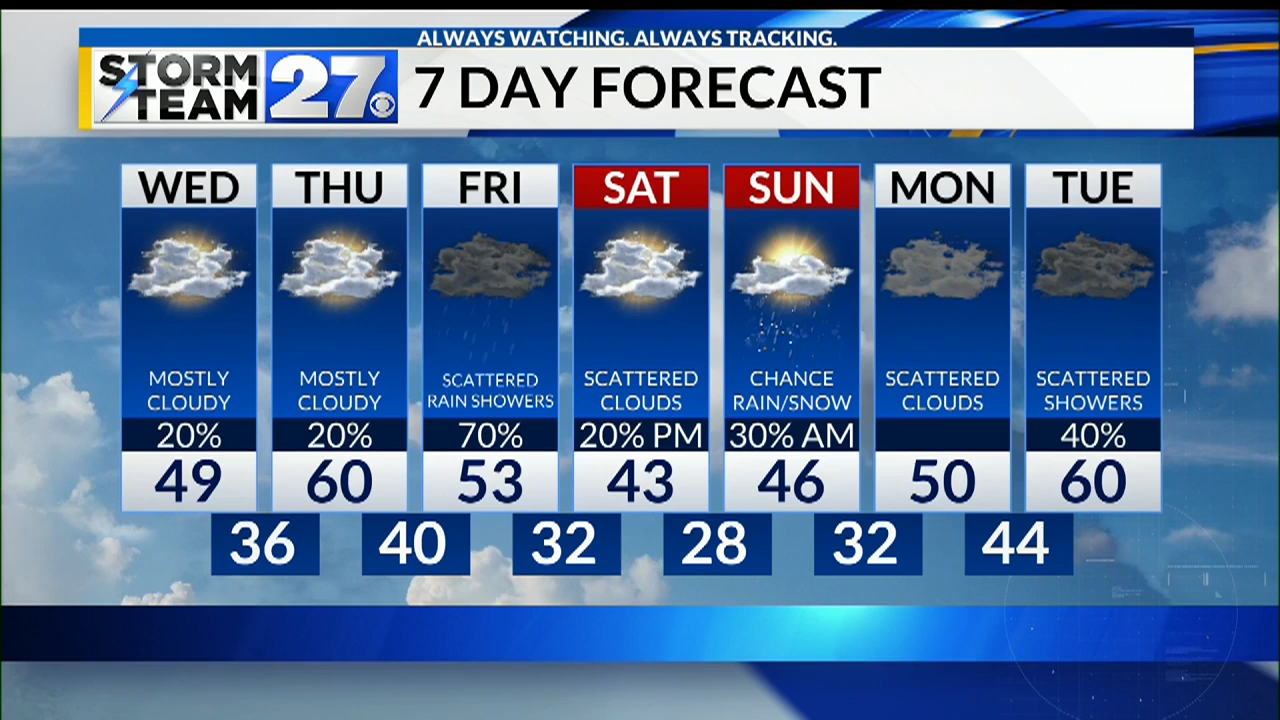 ALWAYS WATCHING. ALWAYS TRACKING.
STORM
TEAM
27
7 DAY FORECAST
WED
THU
FRI
SAT
SUN
MON
TUE
MOSTLY
CLOUDY
MOSTLY
CLOUDY
SCATTERED
RAIN SHOWERS
SCATTERED
CLOUDS
CHANCE
RAIN/SNOW
SCATTERED
CLOUDS
SCATTERED
SHOWERS
20%
20%
70%
20% PM
30% AM
40%
49
60
53
43
46
50
60
36
40
32
28
32
44